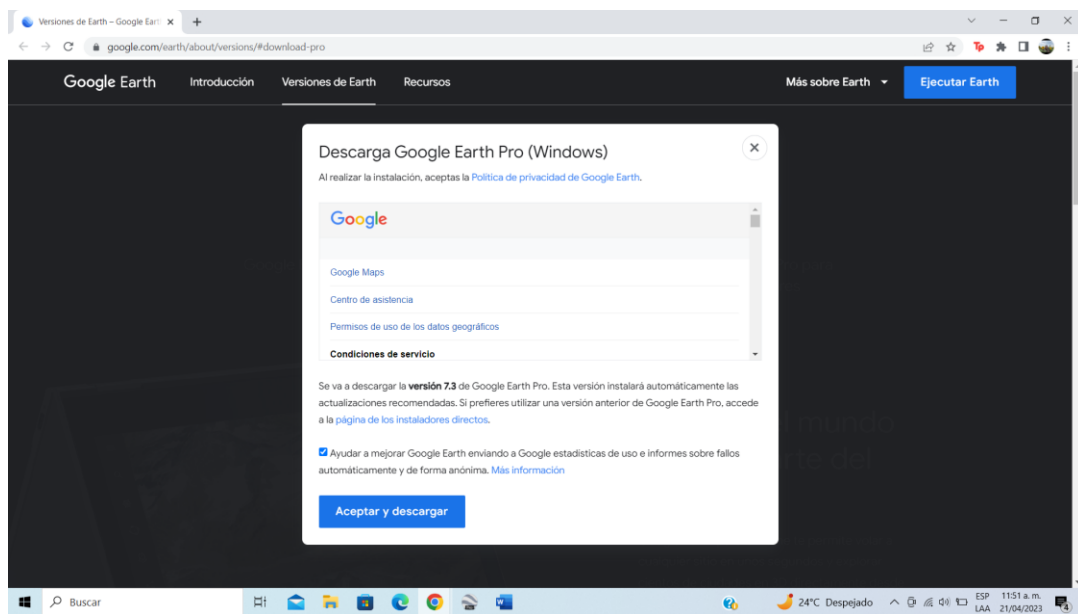 Versiones de Earth – Google Eart
google.com/earth/about/versions/#download-pro
Google Earth
Introducción
Versiones de Earth
Recursos
Más sobre Earth
Ejecutar Earth
Descarga Google Earth Pro (Windows)
Al realizar la instalación, aceptas la Política de privacidad de Google Earth.
Google
Google Maps
Centro de asistencia
Permisos de uso de los datos geográficos
Condiciones de servicio
Se va a descargar la versión 7.3 de Google Earth Pro. Esta versión instalará automáticamente las
actualizaciones recomendadas. Si prefieres utilizar una versión anterior de Google Earth Pro, accede
a la página de los instaladores directos.
Ayudar a mejorar Google Earth enviando a Google estadísticas de uso e informes sobre fallos
automáticamente y de forma anónima. Más información
Aceptar y descargar
el mundo
rte del
Buscar
24°C Despejado
ESP
LAA
11:51 a. m.
21/04/2023
4